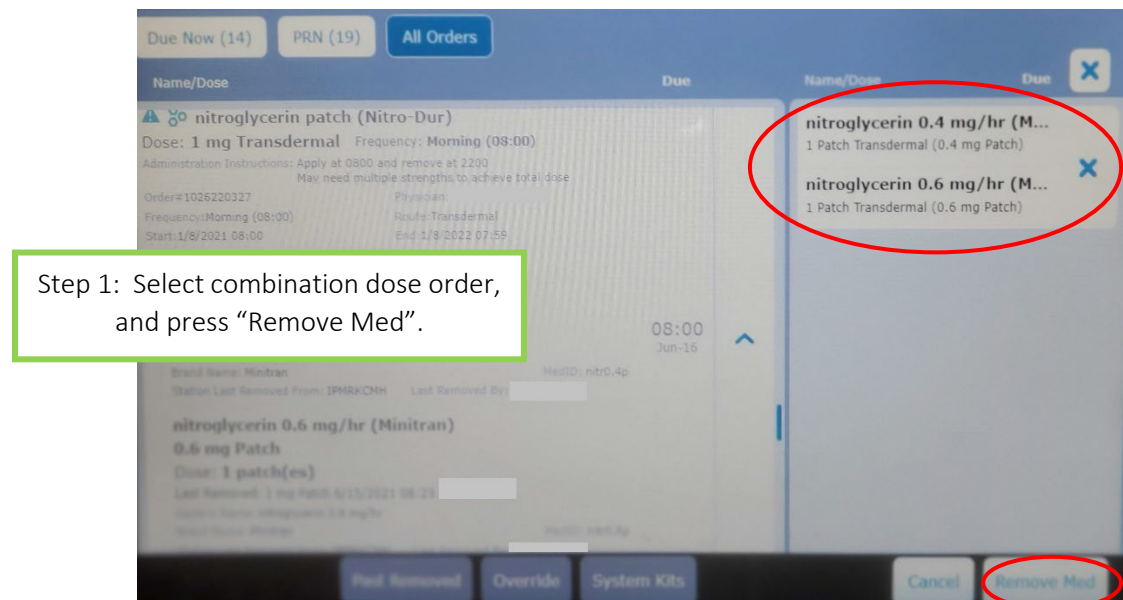 Due Now (14)
PRN (19)
All Orders
Name/Dose
Due
Name/Dose
Due
nitroglycerin patch (Nitro-Dur)
Dose: 1 mg Transdermal Frequency: Morning (08:00)
Administration Instructions: Apply at 0800 and remove at 2200
May need multiple strengths to achieve total dose
Order#1026220327
Physician:
Frequency:Morning (08:00)
Route:Transdermal
Start:1/8/2021 08:00
End:1/8/2022 07:59
Step 1: Select combination dose order,
and press “Remove Med”.
08:00
Jun-16
Brand Name: Minitran
MedID: nitr0.4p
Station Last Removed From: 
Last Removed By:
nitroglycerin 0.6 mg/hr (Minitran)
0.6 mg Patch
Dose: 1 patch(es)
Last Removed: 1 mg Patch 6/15/2021 08:23
nitroglycerin 0.4 mg/hr (M...
1 Patch Transdermal (0.4 mg Patch)
nitroglycerin 0.6 mg/hr (M...
1 Patch Transdermal (0.6 mg Patch)
Past Removed
Override
System Kits
Cancel
Remove Med